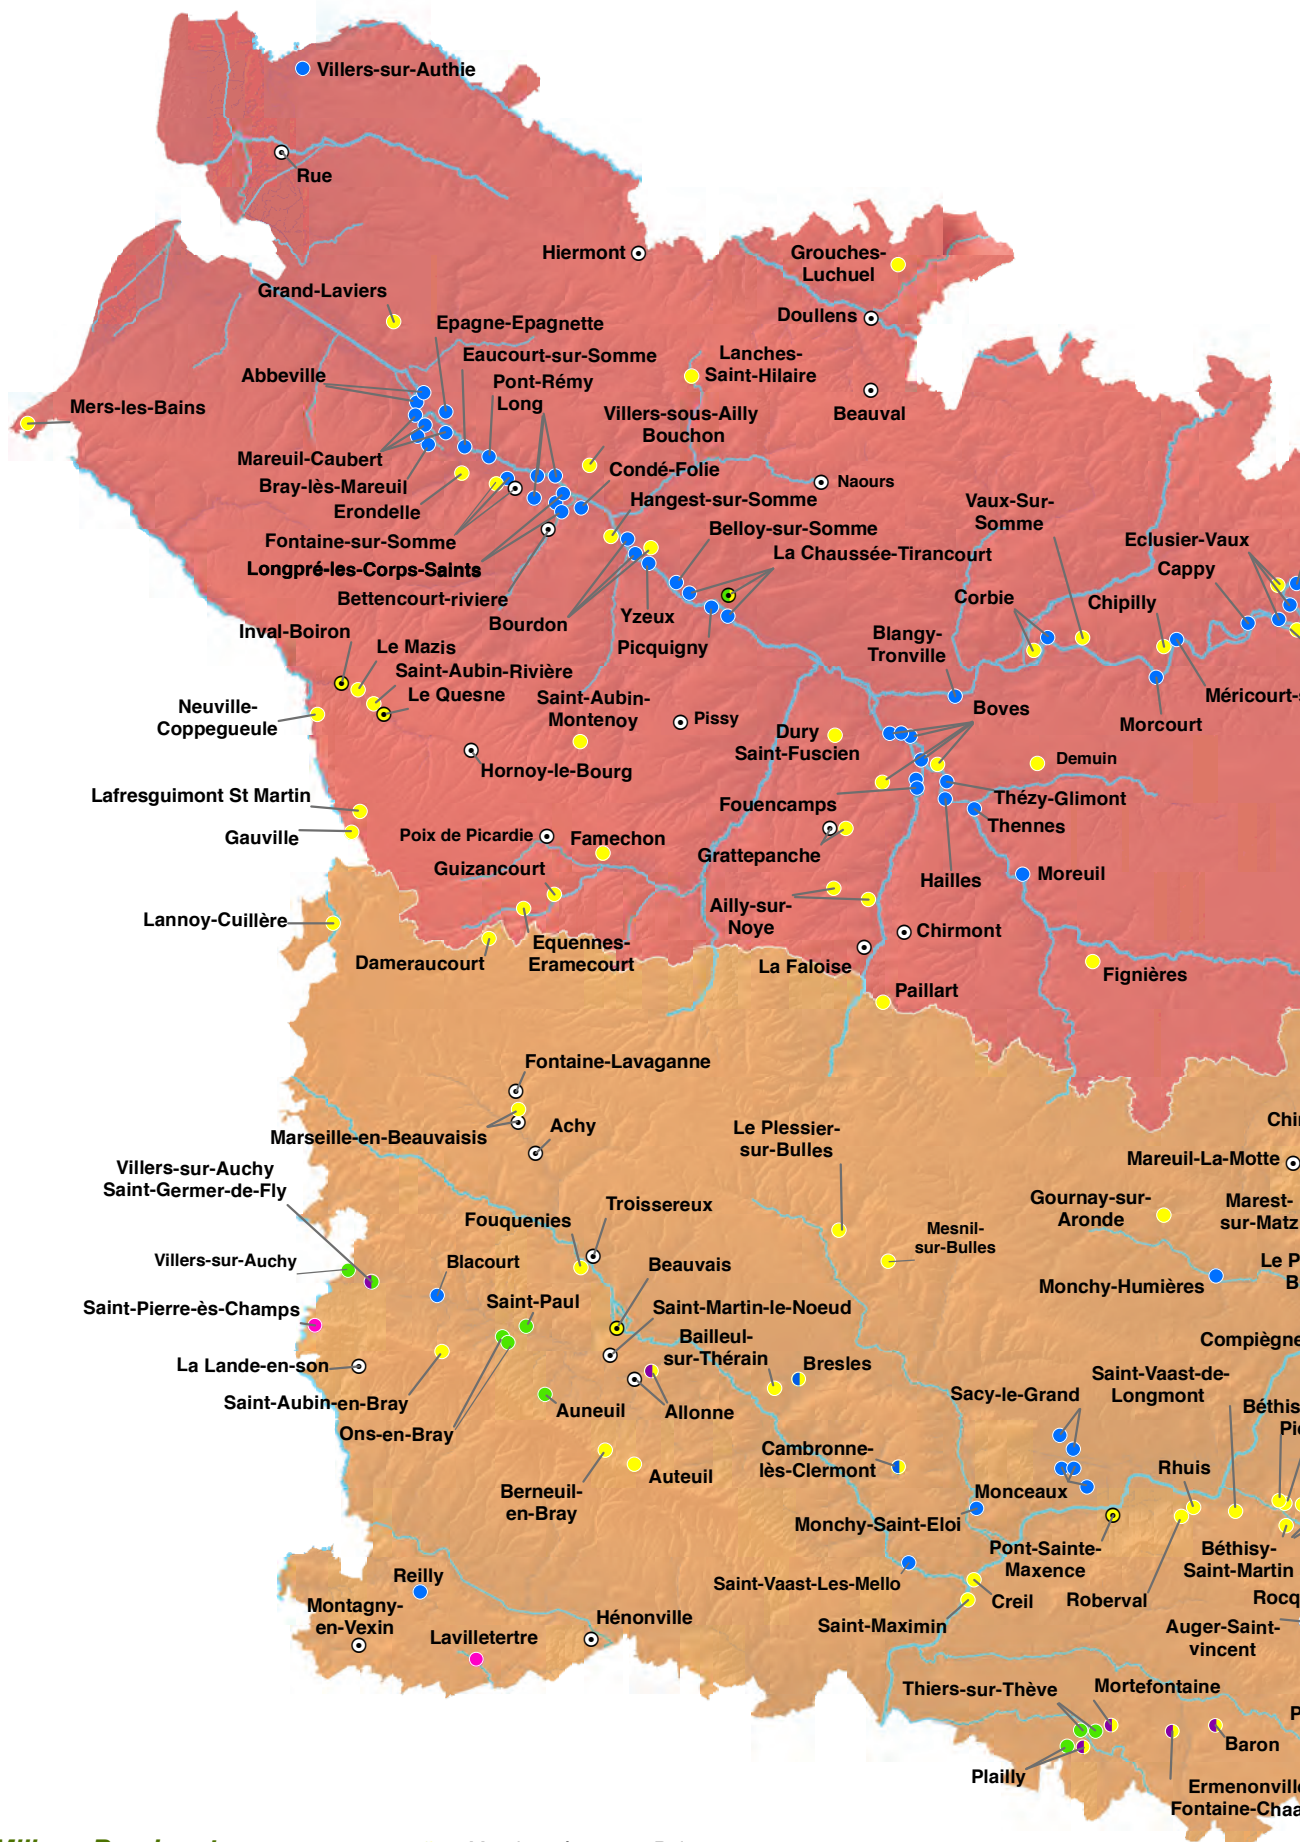 Villers-sur-Authie
Rue
Hiermont
Grouches-
Luchuel
Grand-Laviers
Doullens
Epagne-Epagnette
Eaucourt-sur-Somme
Lanches-
Saint-Hilaire
Abbeville
Pont-Rémy
Long
Mers-les-Bains
Villers-sous-Ailly
Bouchon
Beauval
Mareuil-Caubert
Condé-Folie
Bray-lès-Mareuil
Naours
Erondelle
Hangest-sur-Somme
Vaux-Sur-
Somme
Fontaine-sur-Somme
Belloy-sur-Somme
Eclusier-Vaux
Longpré-les-Corps-Saints
La Chaussée-Tirancourt
Cappy
Bettencourt-riviere
Corbie
Chipilly
Bourdon
Yzeux
Inval-Boiron
Picquigny
Blangy-
Tronville
Le Mazis
Saint-Aubin-Rivière
Le Quesne
Saint-Aubin-
Montenoy
Méricourt-s
Neuville-
Coppegueule
Pissy
Boves
Morcourt
Dury
Saint-Fuscien
Demuin
Hornoy-le-Bourg
Lafresguimont St Martin
Fouencamps
Thézy-Glimont
Gauville
Poix de Picardie
Famechon
Thennes
Grattepanche
Guizancourt
Hailles
Moreuil
Lannoy-Cuillère
Ailly-sur-
Noye
Chirmont
Dameraucourt
Equennes-
Eramecourt
La Faloise
Fignières
Paillart
Fontaine-Lavaganne
Marseille-en-Beauvaisis
Achy
Le Plessier-
sur-Bulles
Chi
Mareuil-La-Motte
Villers-sur-Auchy
Saint-Germer-de-Fly
Troissereux
Gournay-sur-
Aronde
Marest-
sur-Matz
Fouquenies
Mesnil-
sur-Bulles
Villers-sur-Auchy
Blacourt
Beauvais
Le P
B
Monchy-Humières
Saint-Pierre-ès-Champs
Saint-Paul
Saint-Martin-le-Noeud
Bailleul-
sur-Thérain
Compiègne
La Lande-en-son
Bresles
Saint-Vaast-de-
Longmont
Sacy-le-Grand
Saint-Aubin-en-Bray
Auneuil
Allonne
Béthis
Pie
Ons-en-Bray
Cambronne-
lès-Clermont
Auteuil
Rhuis
Berneuil-
en-Bray
Monceaux
Monchy-Saint-Eloi
Pont-Sainte-
Maxence
Béthisy-
Saint-Martin
Reilly
Saint-Vaast-Les-Mello
Creil
Roberval
Rocq
Montagny-
en-Vexin
Hénonville
Saint-Maximin
Auger-Saint-
vincent
Lavilletertre
Thiers-sur-Thève
Mortefontaine
P
Baron
Plailly
Ermenonville
Fontaine-Chaa